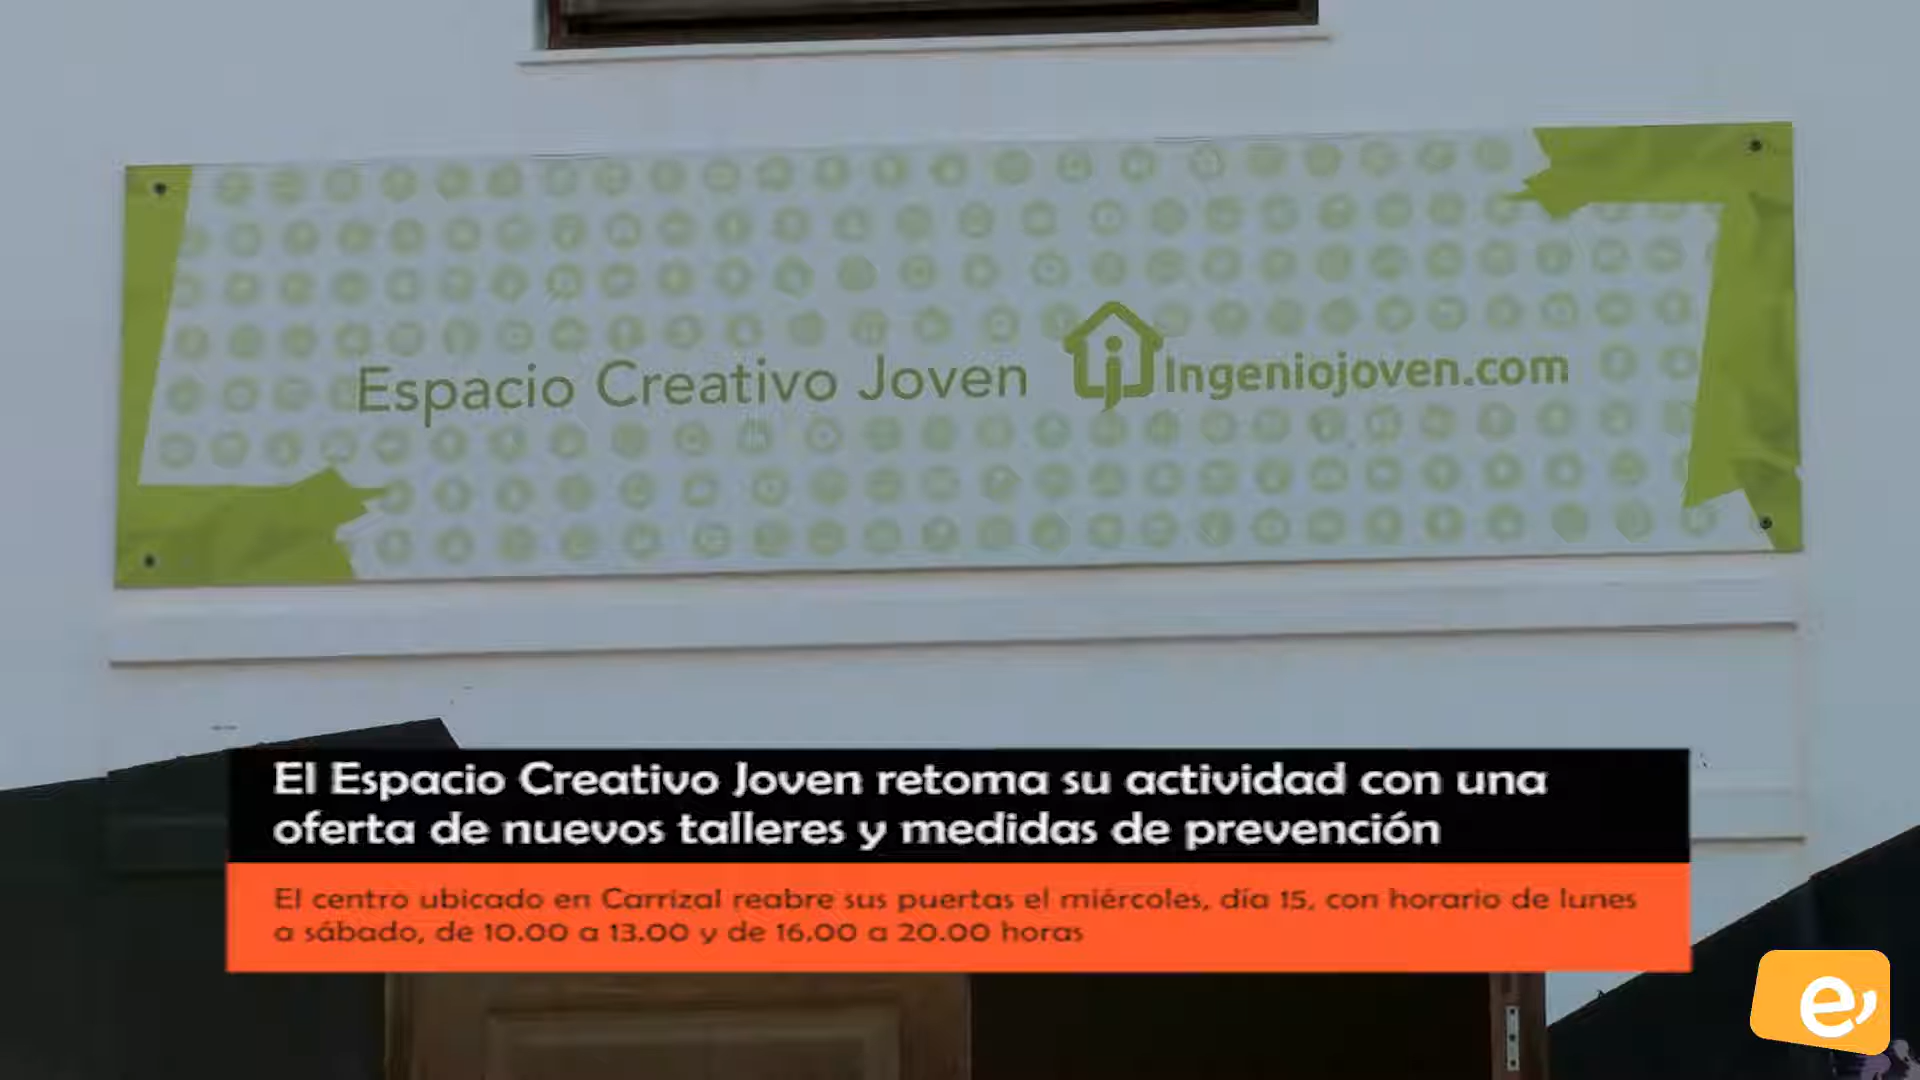 Espacio Creativo Joven
Ingeniojoven.com
El Espacio Creativo Joven retoma su actividad con una
oferta de nuevos talleres y medidas de prevención
El centro ubicado en Carrizal reabre sus puertas el miércoles, día 15, con horario de lunes
a sábado, de 10.00 a 13.00 y de 16.00 a 20.00 horas
e